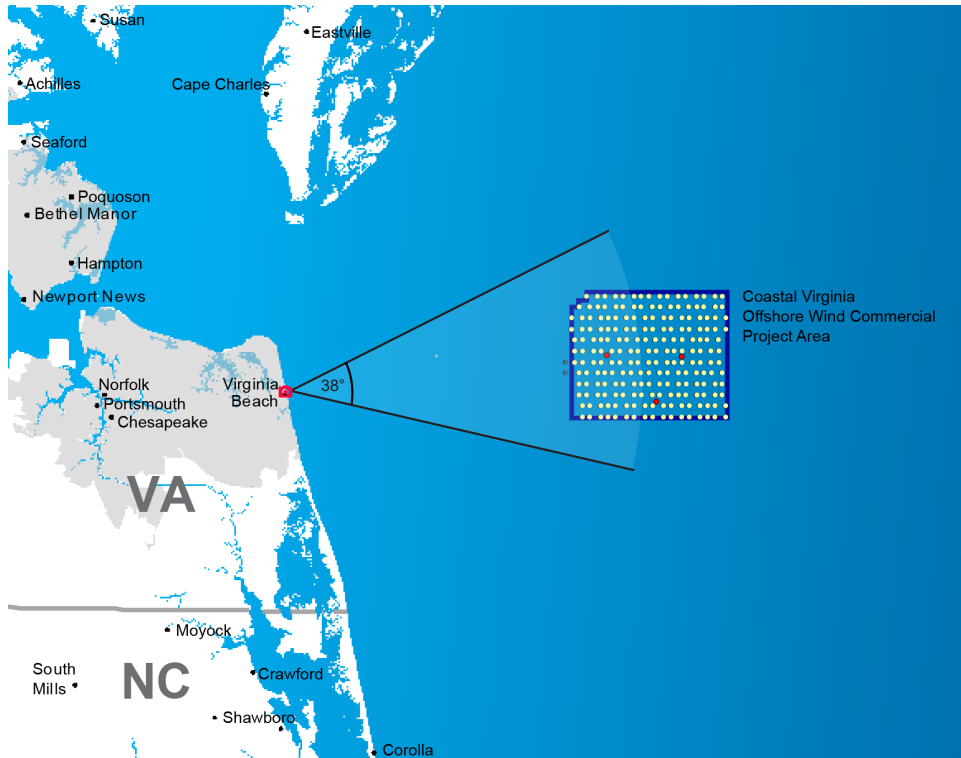 Susan
Eastville
Achilles
Cape Charles
Seaford
Poquoson
Bethel Manor
Hampton
Newport News
Coastal Virginia
Offshore Wind Commercial
Project Area
Norfolk
Portsmouth
Chesapeake
Virginia
Beach
38°
VA
Moyock
South
Mills
NC
Crawford
Shawboro
Corolla